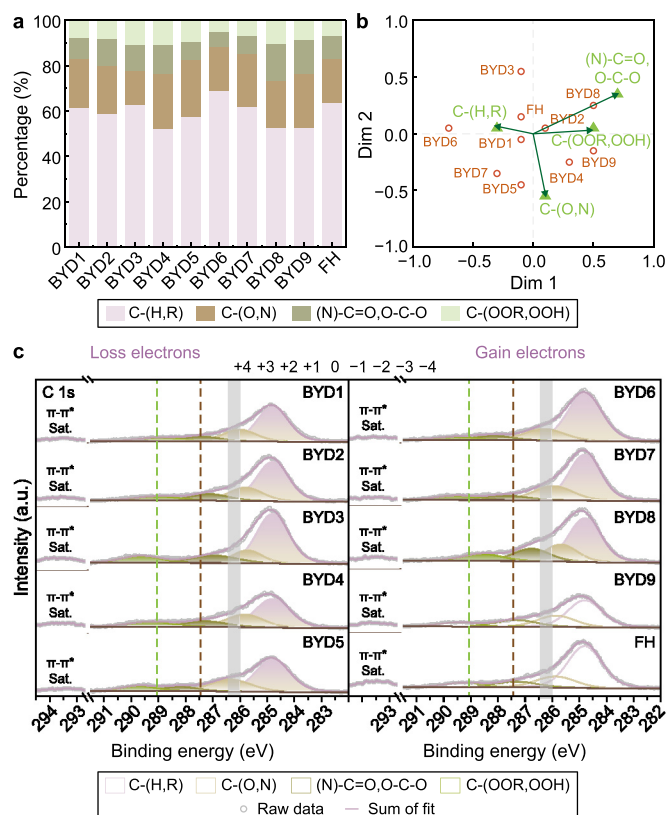 a
100
80
60
40
20
0
Percentage (%)
BYD1
BYD2
BYD3
BYD4
BYD5
BYD6
BYD7
BYD8
BYD9
FH
b
1.0
0.5
0.0
−0.5
−1.0
Dim 2
(N)-C=O,
O-C-O
BYD3
BYD8
C-(H,R)
FH
BYD2
BYD6
BYD1
C-(OOR,OOH)
BYD9
BYD7
BYD4
BYD5
C-(O,N)
−1.0
−0.5
0.0
0.5
1.0
Dim 1
C-(H,R) C-(O,N) (N)-C=O,O-C-O C-(OOR,OOH)
c
Loss electrons
Gain electrons
+4 +3 +2 +1 0 −1 −2 −3 −4
C 1s
BYD1
π-π*
Sat.
BYD2
π-π*
Sat.
BYD3
π-π*
Sat.
BYD4
π-π*
Sat.
BYD5
π-π*
Sat.
BYD6
π-π*
Sat.
BYD7
π-π*
Sat.
BYD8
π-π*
Sat.
BYD9
π-π*
Sat.
FH
π-π*
Sat.
Intensity (a.u.)
294 293 291 290 289 288 287 286 285 284 283
293 291 290 289 288 287 286 285 284 283 282
Binding energy (eV)
Binding energy (eV)
C-(H,R) C-(O,N) (N)-C=O,O-C-O C-(OOR,OOH)
Raw data Sum of fit